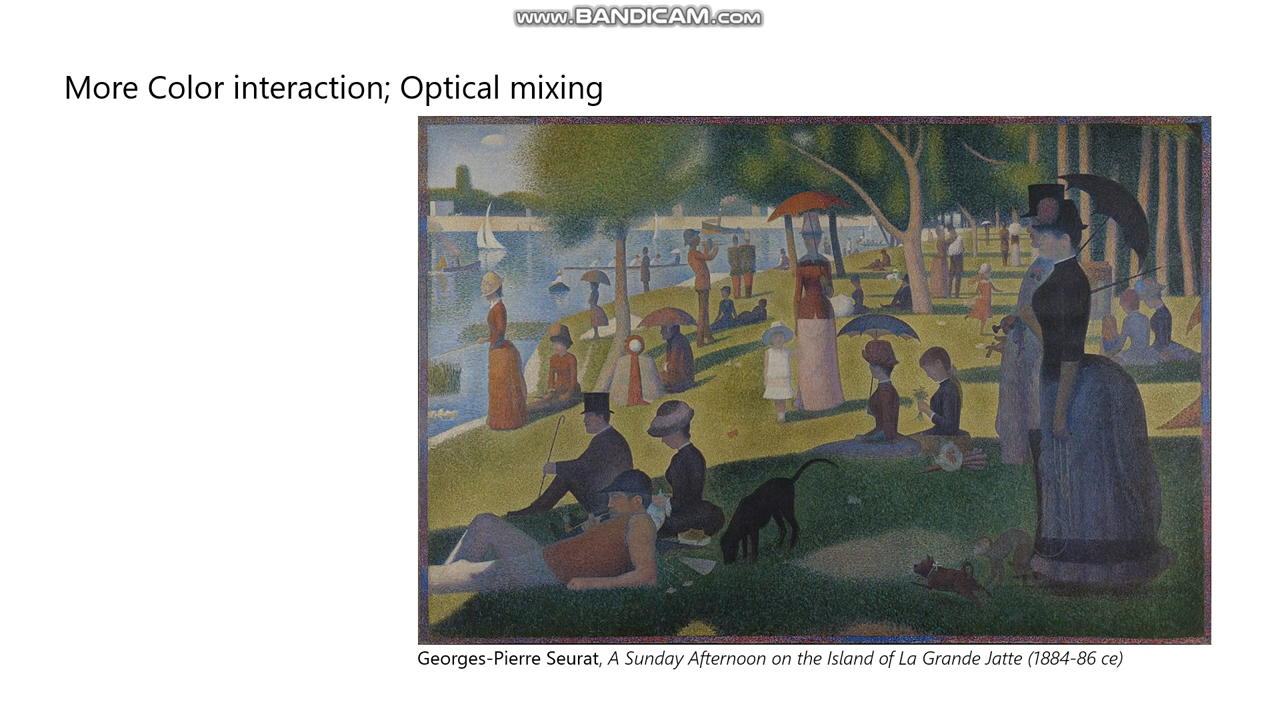 www.BANDICAM.com
More Color interaction; Optical mixing
Georges-Pierre Seurat, A Sunday Afternoon on the Island of La Grande Jatte (1884-86 ce)